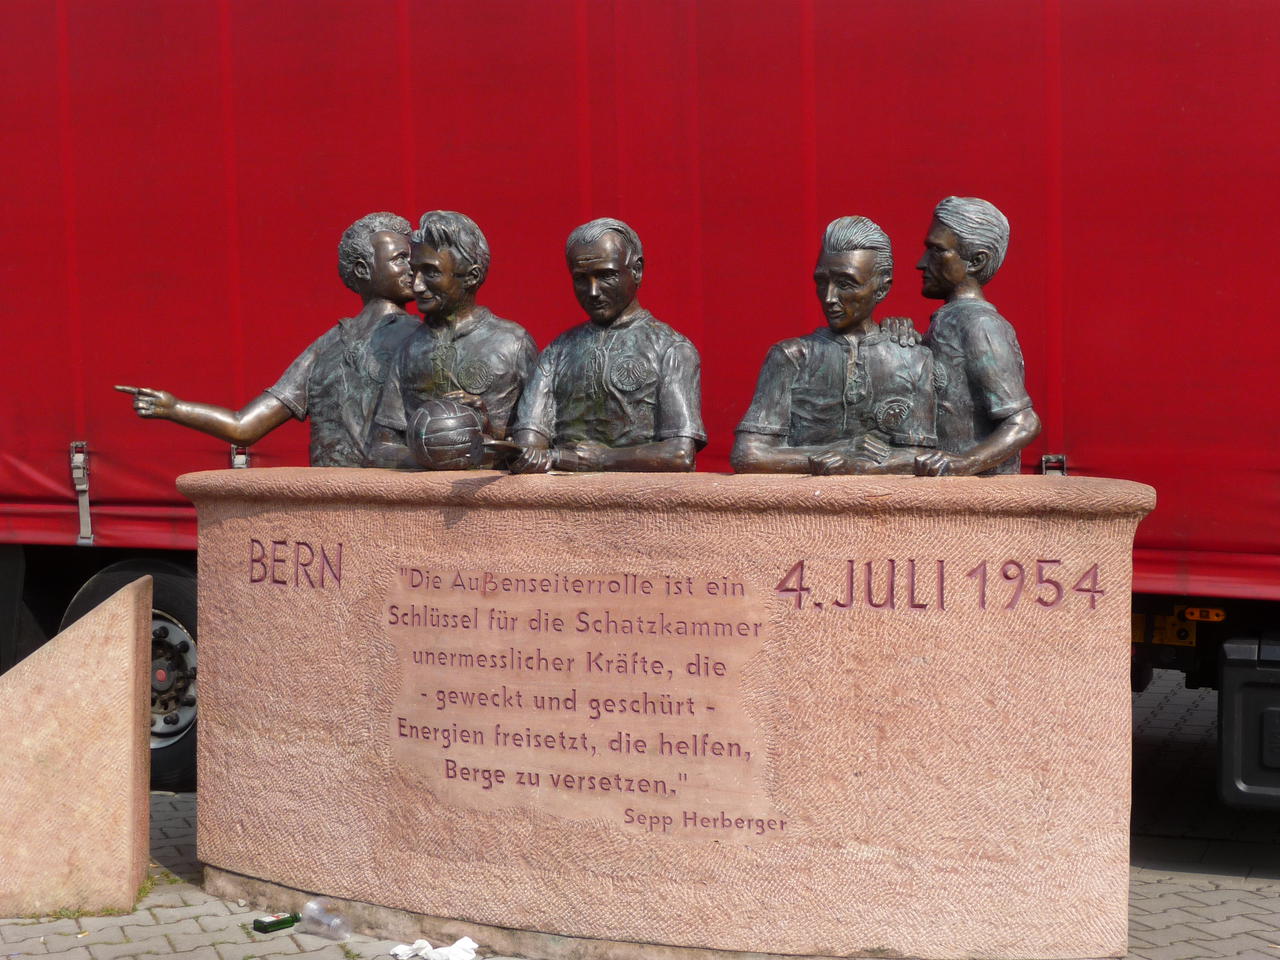 BERN
4. JULI 1954
"Die Außenseiterrolle ist ein
Schlüssel für die Schatzkammer
unermesslicher Kräfte, die
- geweckt und geschürt -
Energien freisetzt, die helfen,
Berge zu versetzen,"
Sepp Herberger